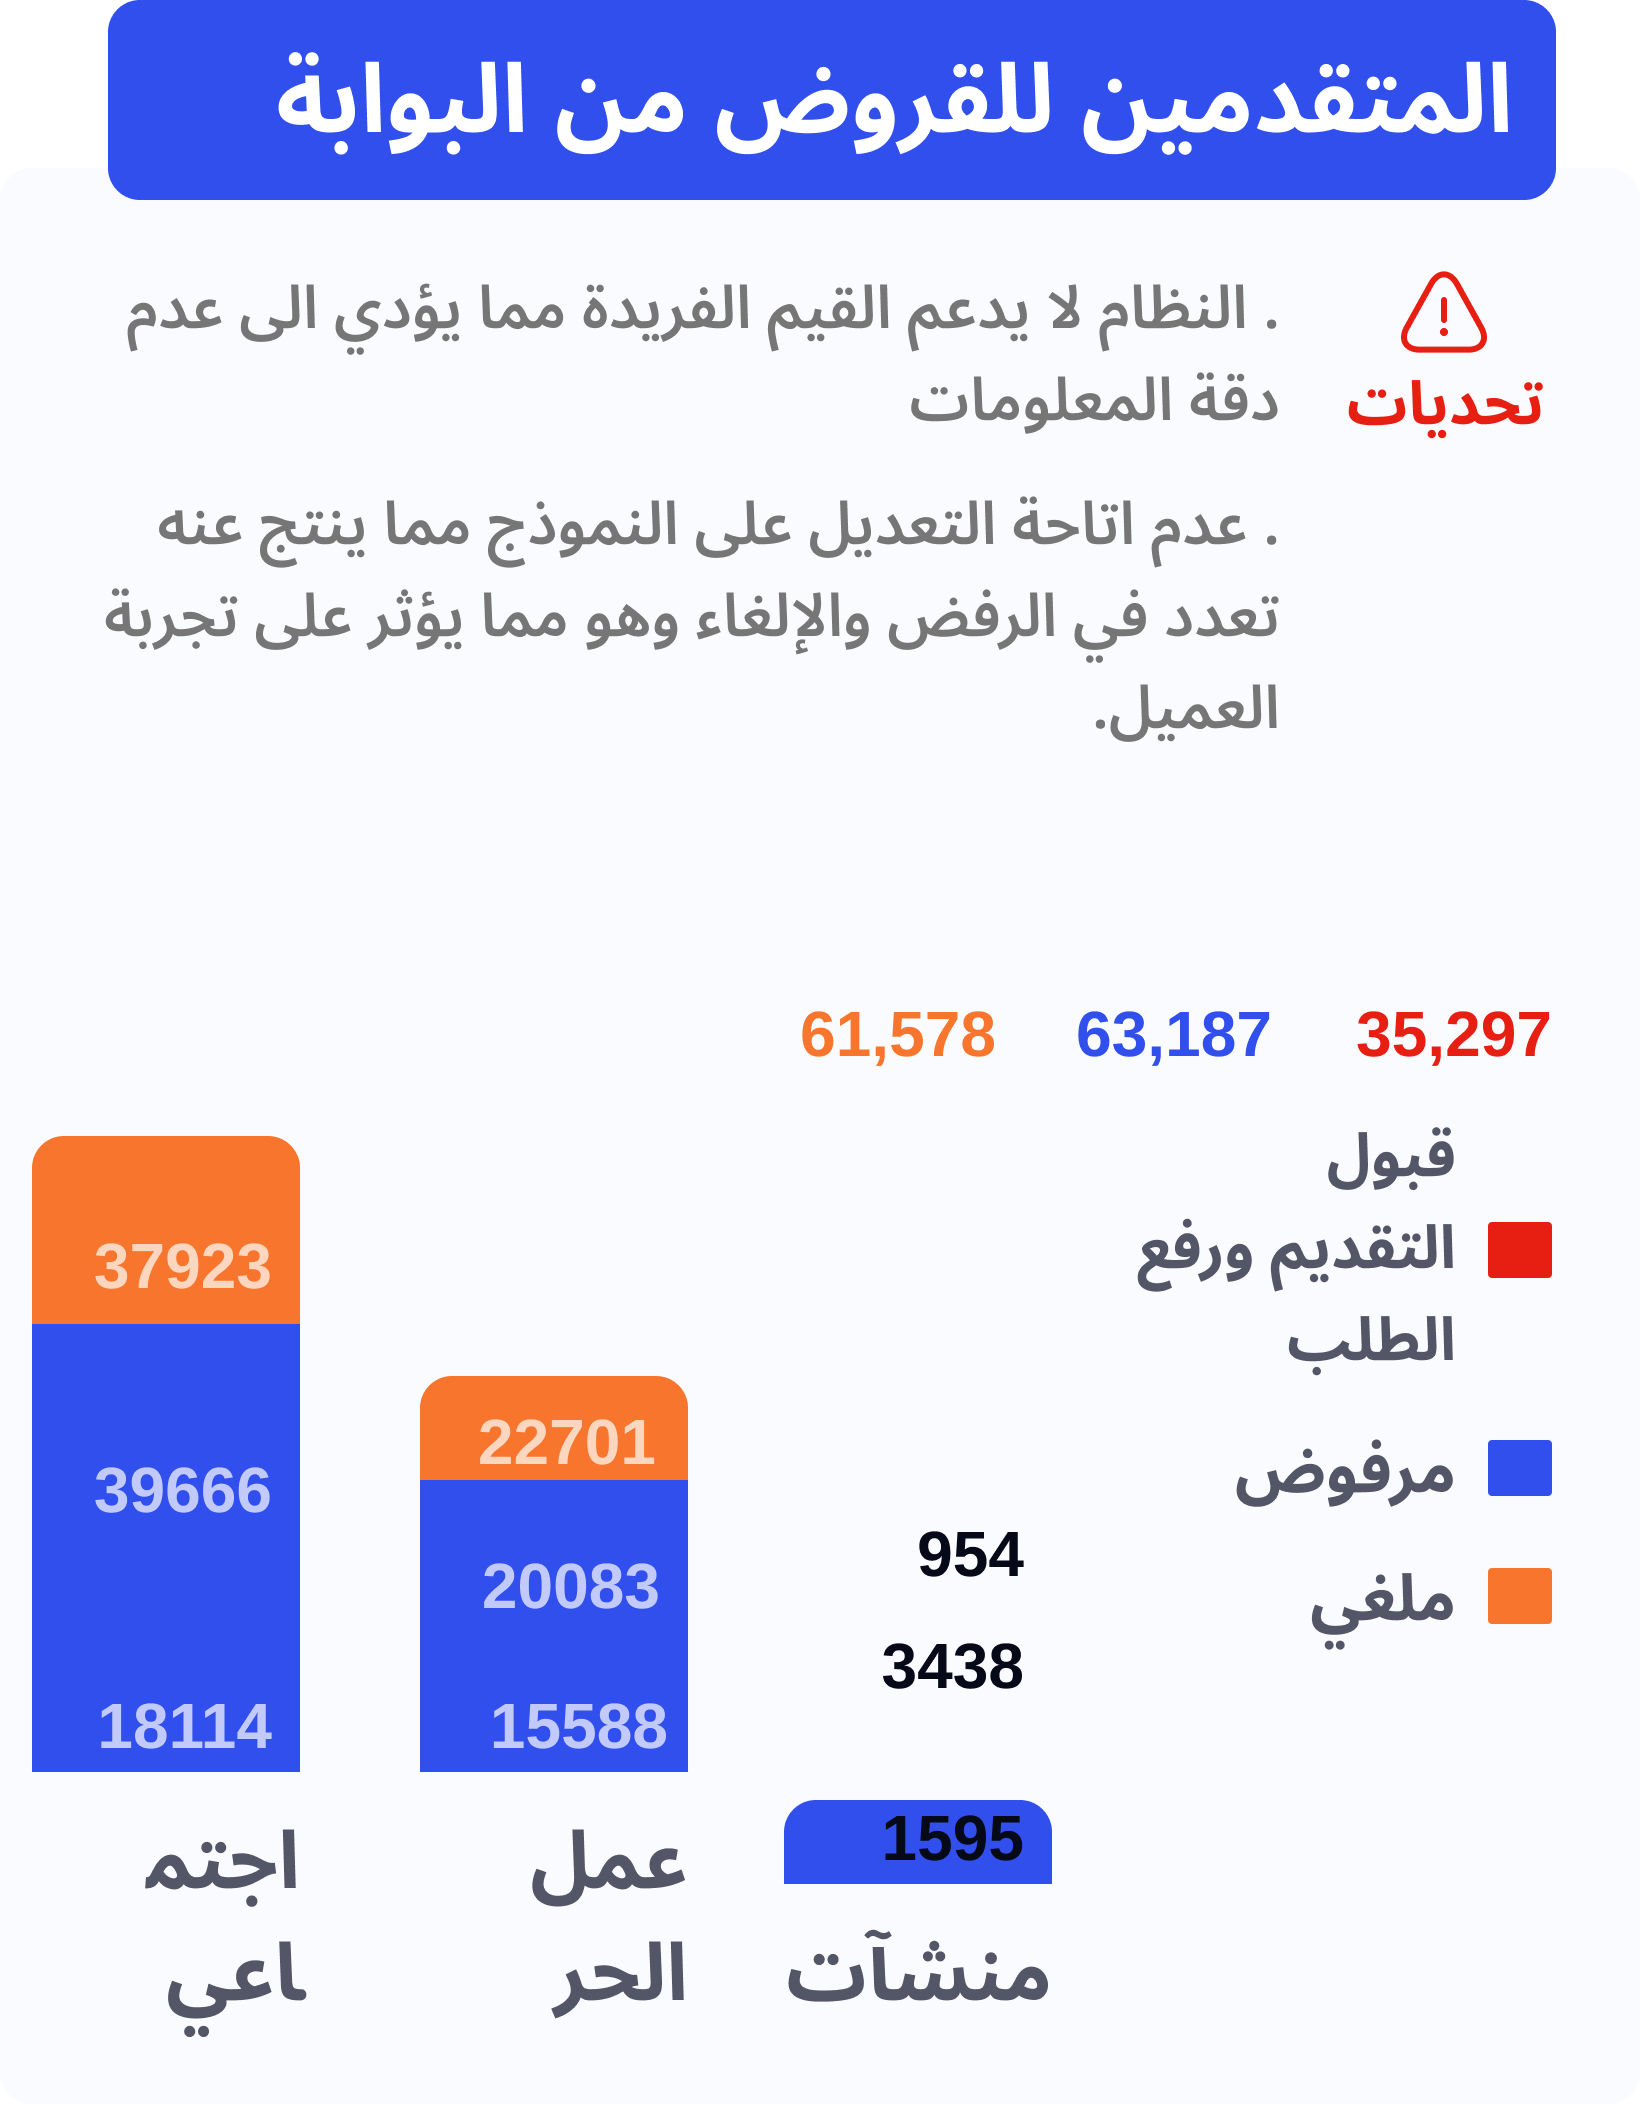 المتقدمين للقروض من البوابة
تحديات
. النظام لا يدعم القيم الفريدة مما يؤدي الى عدم
دقة المعلومات
. عدم اتاحة التعديل على النموذج مما ينتج عنه
تعدد في الرفض والإلغاء وهو مما يؤثر على تجربة
العميل.
35,297
63,187
61,578
قبول
التقديم ورفع
الطلب
مرفوض
ملغي
954
3438
1595
منشآت
22701
20083
15588
عمل
الحر
37923
39666
18114
اجتم
اعي